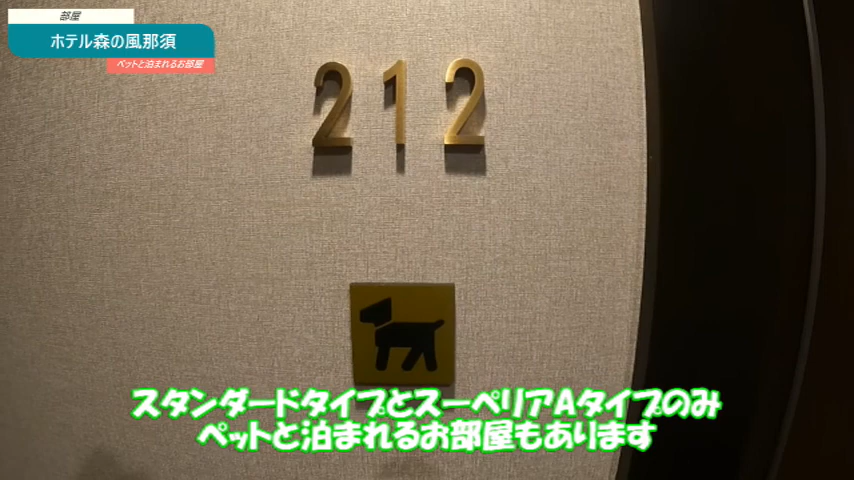 部屋
ホテル森の風那須
ペットと泊まれるお部屋
212
スタンダードタイプとスーペリアAタイプのみ
ペットと泊まれるお部屋もあります